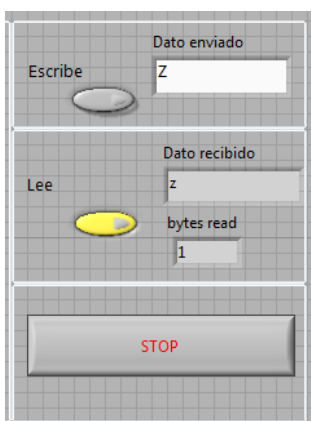 Dato enviado
Escribe
Z
Dato recibido
Lee
z
bytes read
1
STOP